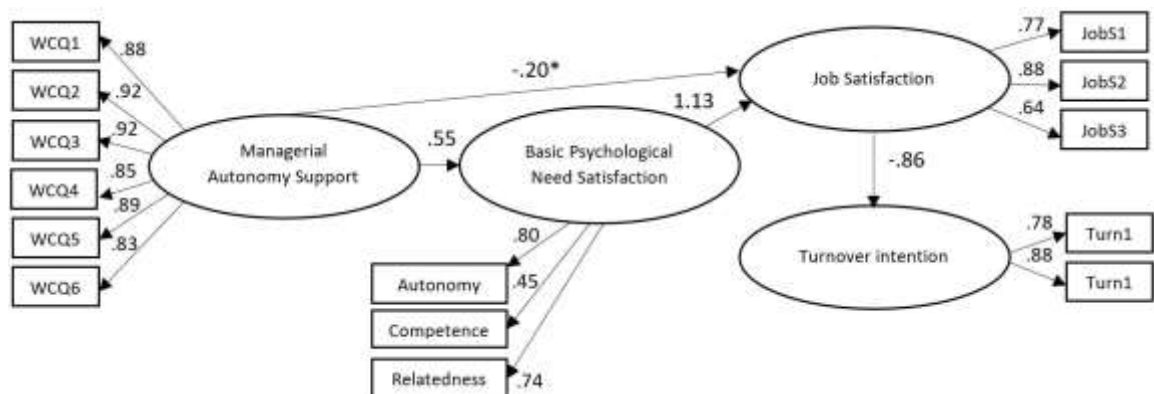 WCQ1
WCQ2
WCQ3
WCQ4
WCQ5
WCQ6
.88
.92
.92
.85
.89
.83
Managerial
Autonomy Support
-.20*
.55
Basic Psychological
Need Satisfaction
1.13
.80
.45
.74
Autonomy
Competence
Relatedness
Job Satisfaction
.77
.88
.64
JobS1
JobS2
JobS3
-.86
Turnover intention
.78
.88
Turn1
Turn1